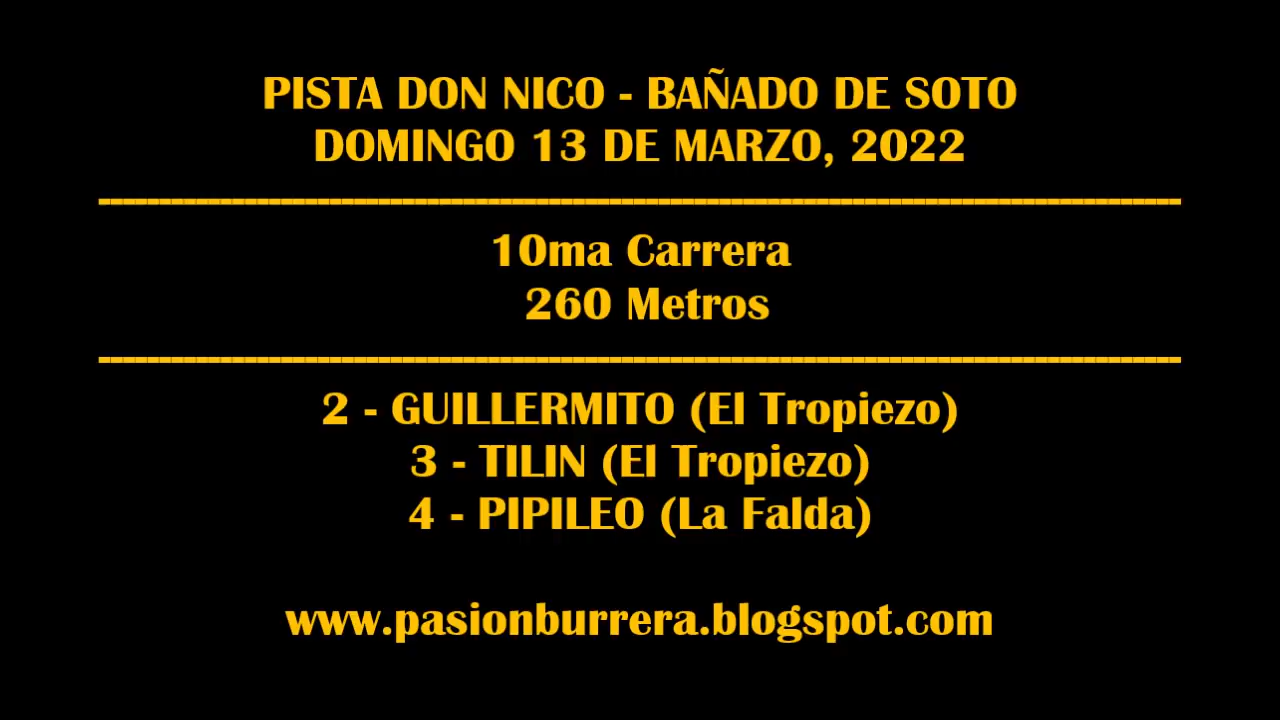 PISTA DON NICO - BAÑADO DE SOTO
DOMINGO 13 DE MARZO, 2022
10ma Carrera
260 Metros
2 - GUILLERMITO (El Tropiezo)
3 - TILIN (El Tropiezo)
4 - PIPILEO (La Falda)
www.pasionburrera.blogspot.com